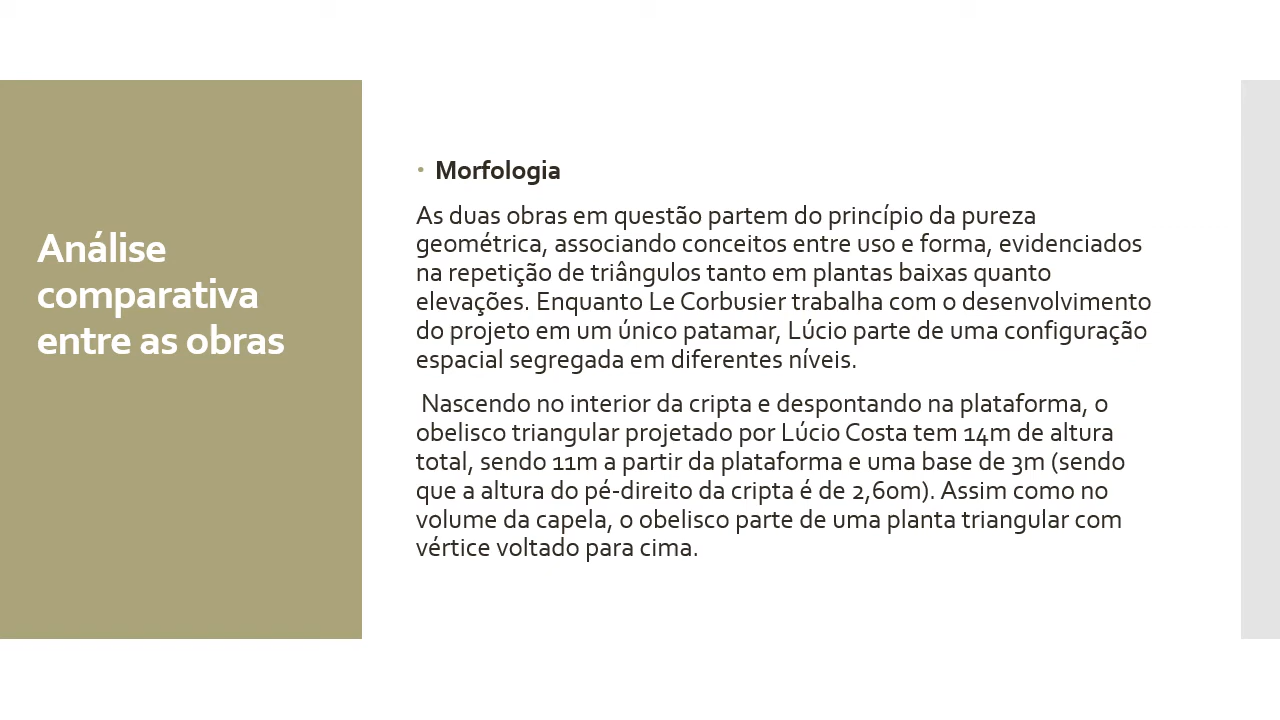 Análise
comparativa
entre as obras
• Morfologia
As duas obras em questão partem do princípio da pureza
geométrica, associando conceitos entre uso e forma, evidenciados
na repetição de triângulos tanto em plantas baixas quanto
elevações. Enquanto Le Corbusier trabalha com o desenvolvimento
do projeto em um único patamar, Lúcio parte de uma configuração
espacial segregada em diferentes níveis.
Nascendo no interior da cripta e despontando na plataforma, o
obelisco triangular projetado por Lúcio Costa tem 14m de altura
total, sendo 11m a partir da plataforma e uma base de 3m (sendo
que a altura do pé-direito da cripta é de 2,60m). Assim como no
volume da capela, o obelisco parte de uma planta triangular com
vértice voltado para cima.